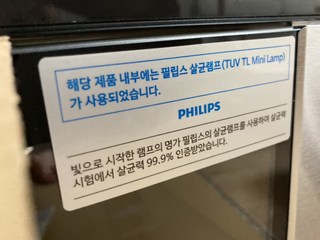 해당 제품 내부에는 필립스 살균램프(TUV TL Mini Lamp)
가 사용되었습니다.
PHILIPS
빛으로 시작한 램프의 명가 필립스의 살균램프를 사용하여 살균력
시험에서 살균력 99.9% 인증받았습니다.